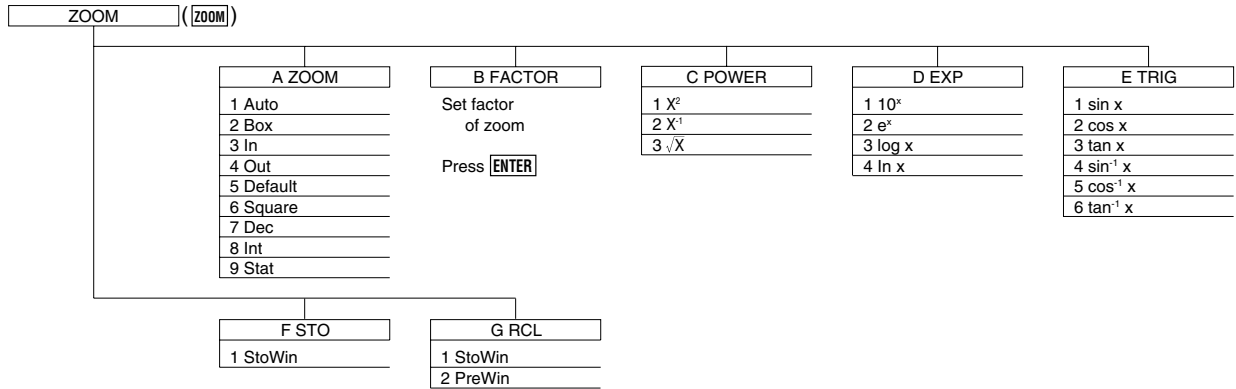 ZOOM (ZOOM)
A ZOOM
1 Auto
2 Box
3 In
4 Out
5 Default
6 Square
7 Dec
8 Int
9 Stat
B FACTOR
Set factor
of zoom
Press ENTER
C POWER
1 X²
2 X⁻¹
3 √X
D EXP
1 10ˣ
2 eˣ
3 log x
4 ln x
E TRIG
1 sin x
2 cos x
3 tan x
4 sin⁻¹ x
5 cos⁻¹ x
6 tan⁻¹ x
F STO
1 StoWin
G RCL
1 StoWin
2 PreWin